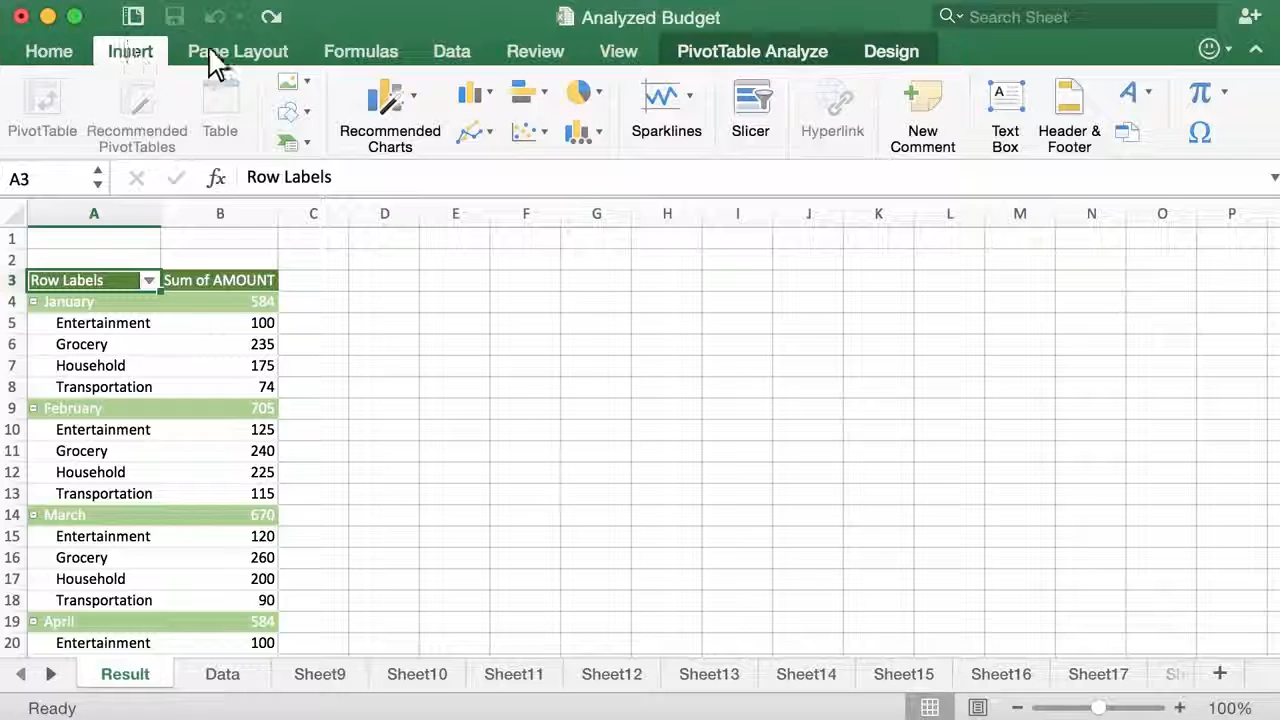 Analyzed Budget
Search Sheet
Home Insert Page Layout Formulas Data Review View PivotTable Analyze Design
PivotTable
Recommended PivotTables
Table
Recommended Charts
Sparklines
Slicer
Hyperlink
New Comment
Text Box
Header & Footer
A3 fx Row Labels
A B C D E F G H I J K L M N O P
1
2
3 Row Labels Sum of AMOUNT
4 January 584
5 Entertainment 100
6 Grocery 235
7 Household 175
8 Transportation 74
9 February 705
10 Entertainment 125
11 Grocery 240
12 Household 225
13 Transportation 115
14 March 670
15 Entertainment 120
16 Grocery 260
17 Household 200
18 Transportation 90
19 April 584
20 Entertainment 100
Result Data Sheet9 Sheet10 Sheet11 Sheet12 Sheet13 Sheet14 Sheet15 Sheet16 Sheet17 Sh
Ready 100%